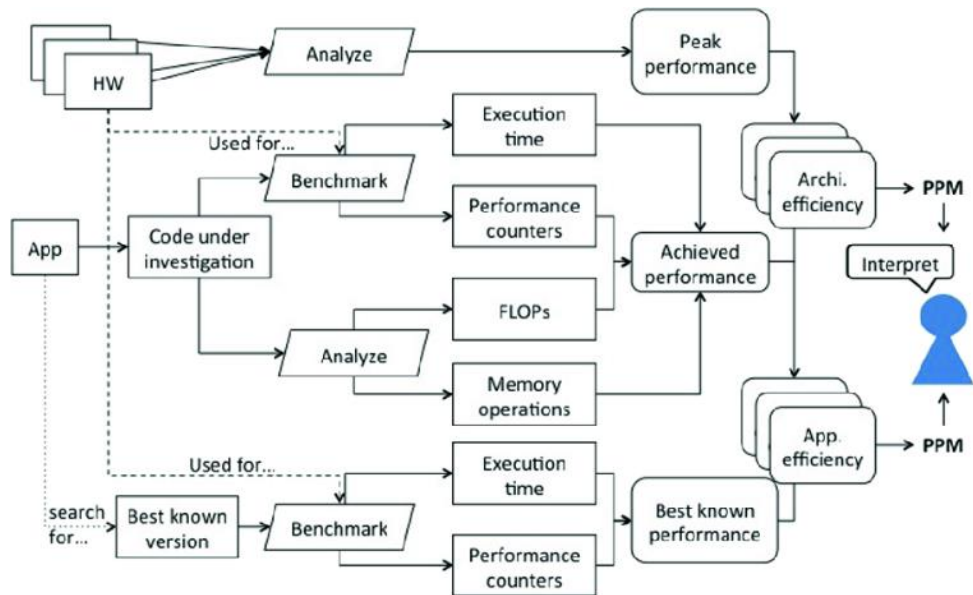 HW
Analyze
Peak
performance
Used for...
Benchmark
Execution
time
Performance
counters
Archi.
efficiency
PPM
App
Code under
investigation
Achieved
performance
Interpret
Analyze
FLOPs
Memory
operations
App.
efficiency
PPM
Used for...
search
for...
Best known
version
Benchmark
Execution
time
Performance
counters
Best known
performance